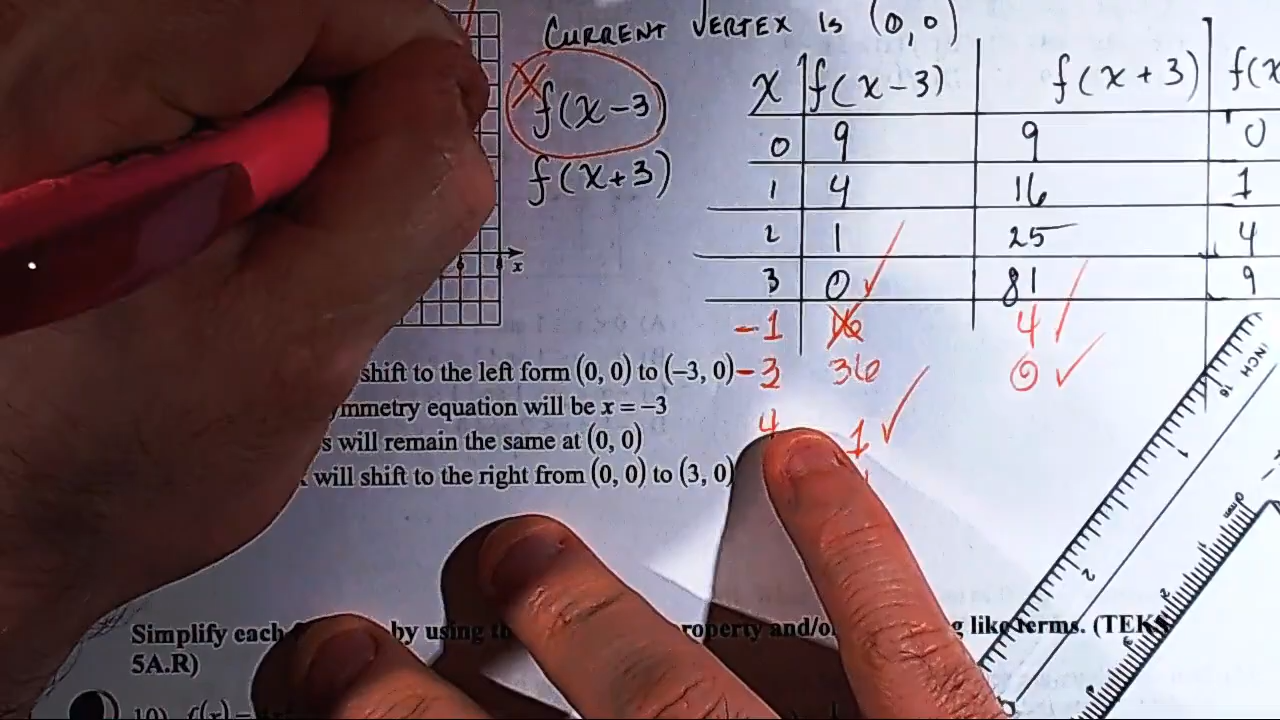 CURRENT VERTEX IS (0,0)
f(x-3)
f(x+3)
x f(x-3) f(x+3) f(x
0 9 9 0
1 4 16 1
2 1 25 4
3 0 81 9
-1 16 4
-3 36 0
4 1
x
shift to the left form (0, 0) to (−3, 0)
mmetry equation will be x = −3
s will remain the same at (0, 0)
will shift to the right from (0, 0) to (3, 0)
Simplify each by using roperty and/o like terms. (TEKS
5A.R)
10) f(x) =
INCH
1
2